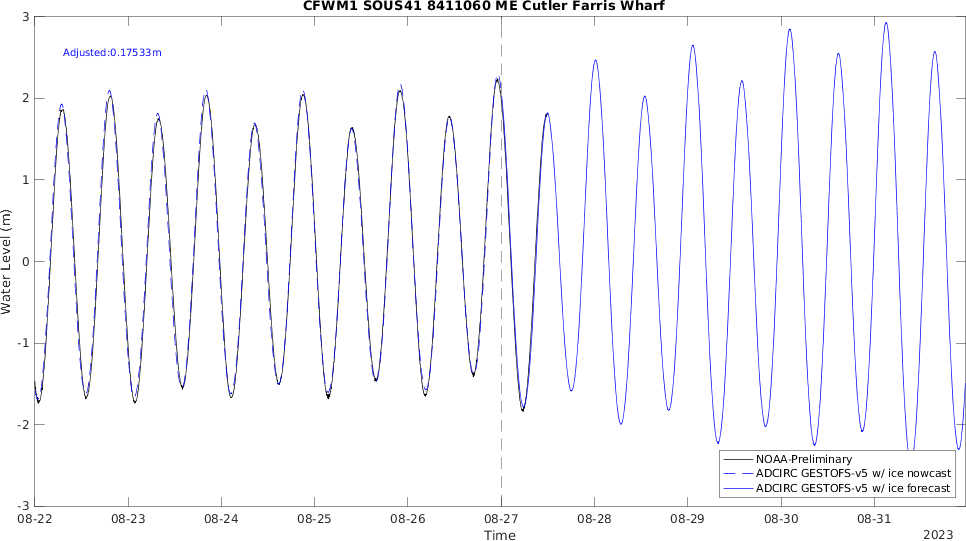 CFWM1 SOUS41 8411060 ME Cutler Farris Wharf
Adjusted:0.17533m
3
2
1
0
-1
-2
-3
Water Level (m)
08-22
08-23
08-24
08-25
08-26
08-27
08-28
08-29
08-30
08-31
Time
2023
NOAA-Preliminary
ADCIRC GESTOFS-v5 w/ ice nowcast
ADCIRC GESTOFS-v5 w/ ice forecast